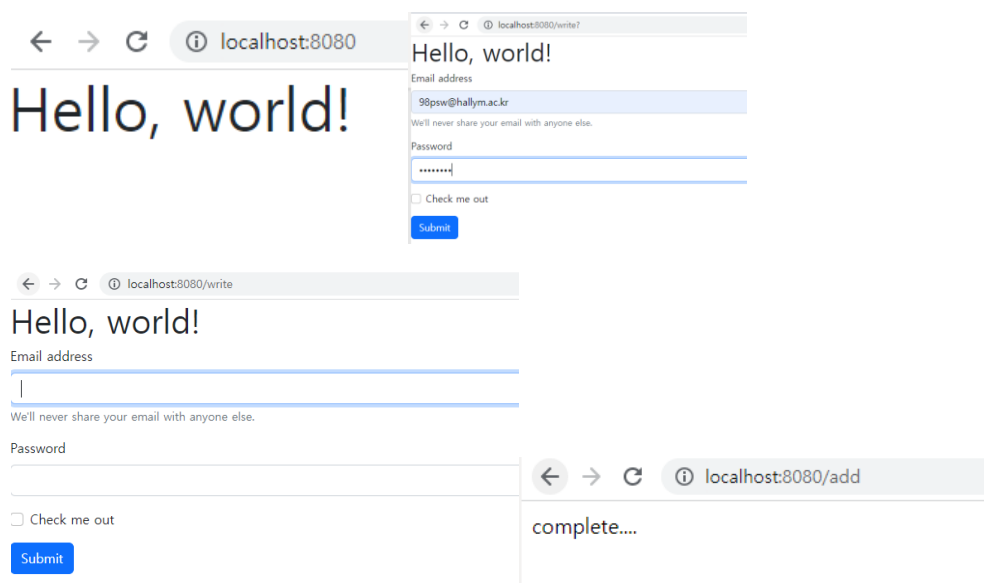 localhost:8080
Hello, world!
localhost:8080/write?
Hello, world!
Email address
98psw@hallym.ac.kr
We'll never share your email with anyone else.
Password
••••••••
Check me out
Submit
localhost:8080/write
Hello, world!
Email address
We'll never share your email with anyone else.
Password
Check me out
Submit
localhost:8080/add
complete....